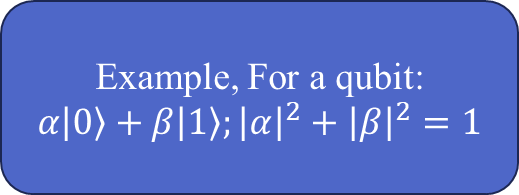 Example, For a qubit:
𝛼|0⟩ + 𝛽|1⟩; |𝛼|² + |𝛽|² = 1